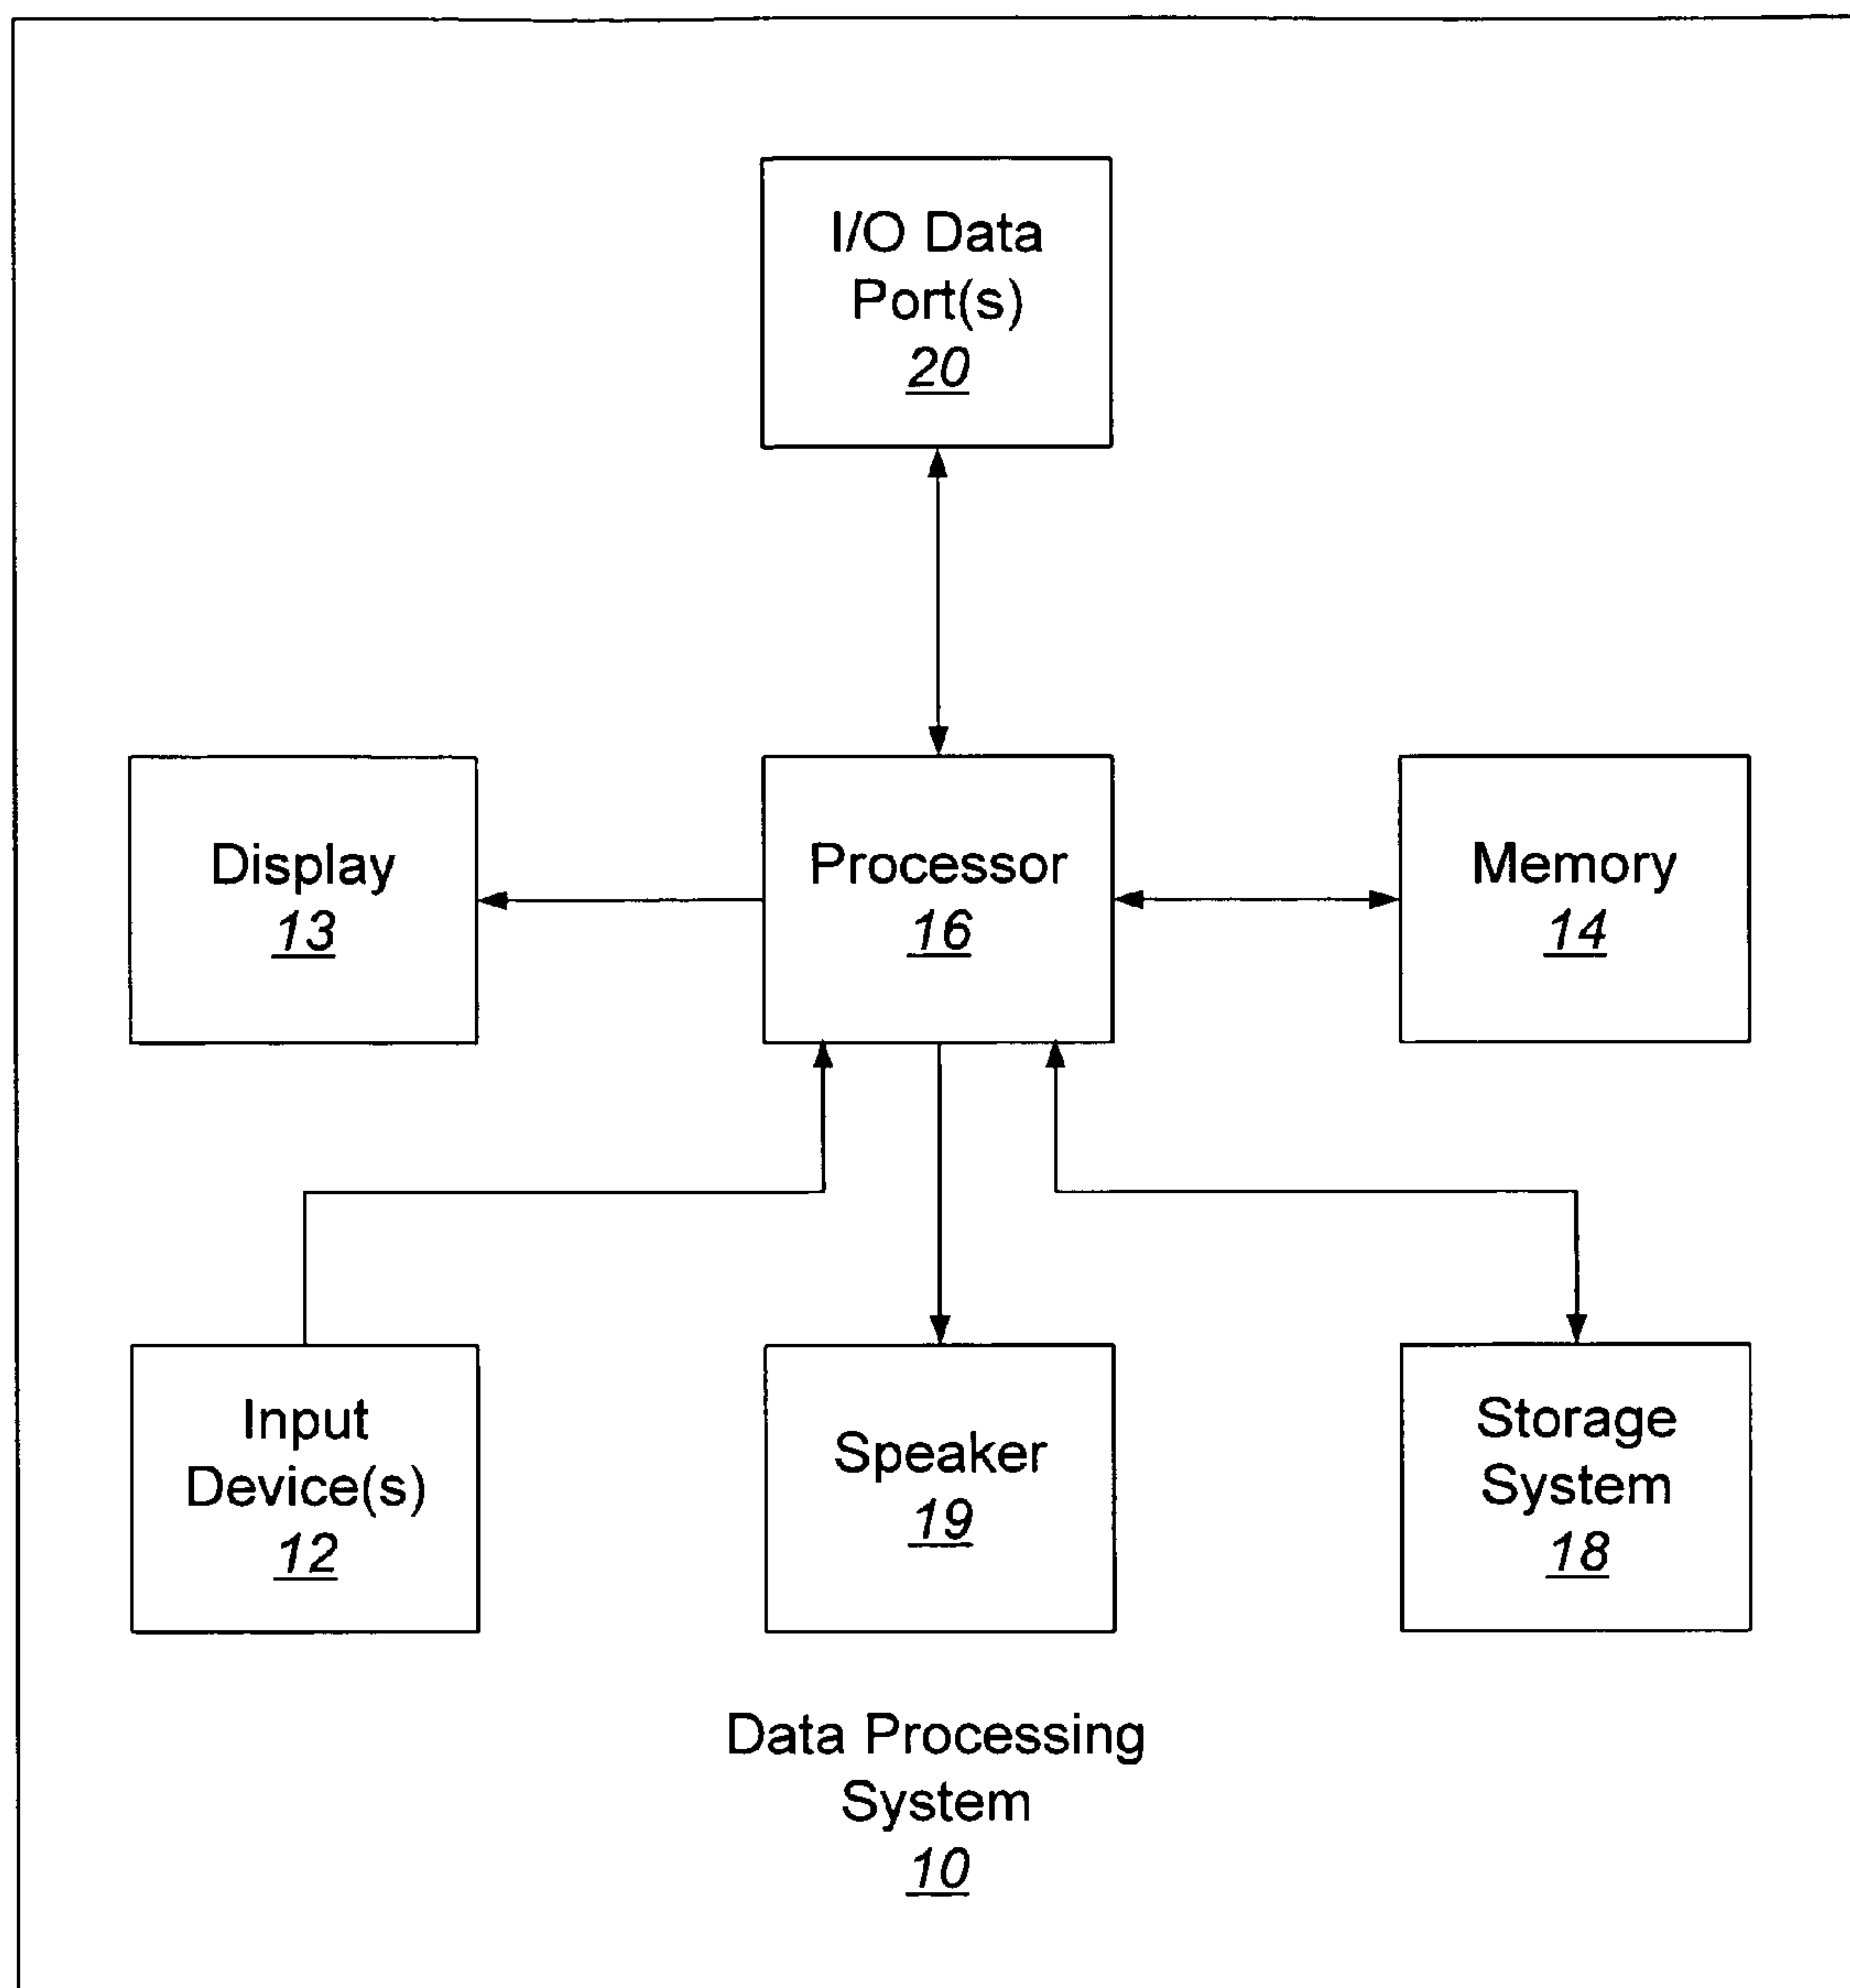 I/O Data
Port(s)
20
Display
13
Processor
16
Memory
14
Input
Device(s)
12
Speaker
19
Storage
System
18
Data Processing
System
10